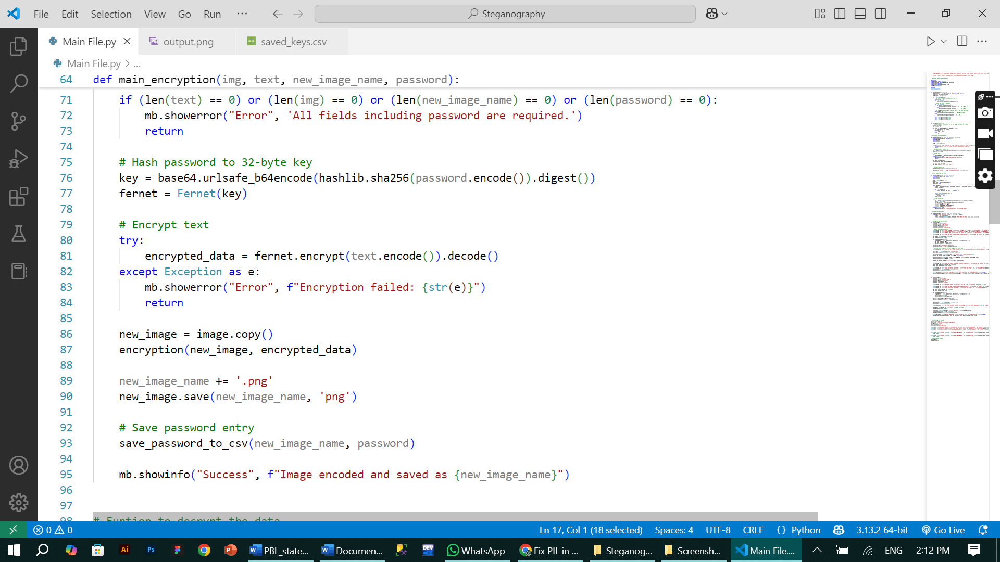 File Edit Selection View Go Run ··· Steganography
Main File.py output.png saved_keys.csv
Main File.py > ...
64 def main_encryption(img, text, new_image_name, password):
71 if (len(text) == 0) or (len(img) == 0) or (len(new_image_name) == 0) or (len(password) == 0):
72 mb.showerror("Error", 'All fields including password are required.')
73 return
74
75 # Hash password to 32-byte key
76 key = base64.urlsafe_b64encode(hashlib.sha256(password.encode()).digest())
77 fernet = Fernet(key)
78
79 # Encrypt text
80 try:
81 encrypted_data = fernet.encrypt(text.encode()).decode()
82 except Exception as e:
83 mb.showerror("Error", f"Encryption failed: {str(e)}")
84 return
85
86 new_image = image.copy()
87 encryption(new_image, encrypted_data)
88
89 new_image_name += '.png'
90 new_image.save(new_image_name, 'png')
91
92 # Save password entry
93 save_password_to_csv(new_image_name, password)
94
95 mb.showinfo("Success", f"Image encoded and saved as {new_image_name}")
96
97
98 # Funtion to decrypt the data
0 0 Ln 17, Col 1 (18 selected) Spaces: 4 UTF-8 CRLF {} Python 3.13.2 64-bit Go Live
Ai Ps PBL_state... Documen... DEV WhatsApp Fix PIL in ... Steganog... Screensh... Main File.... ENG 2:12 PM